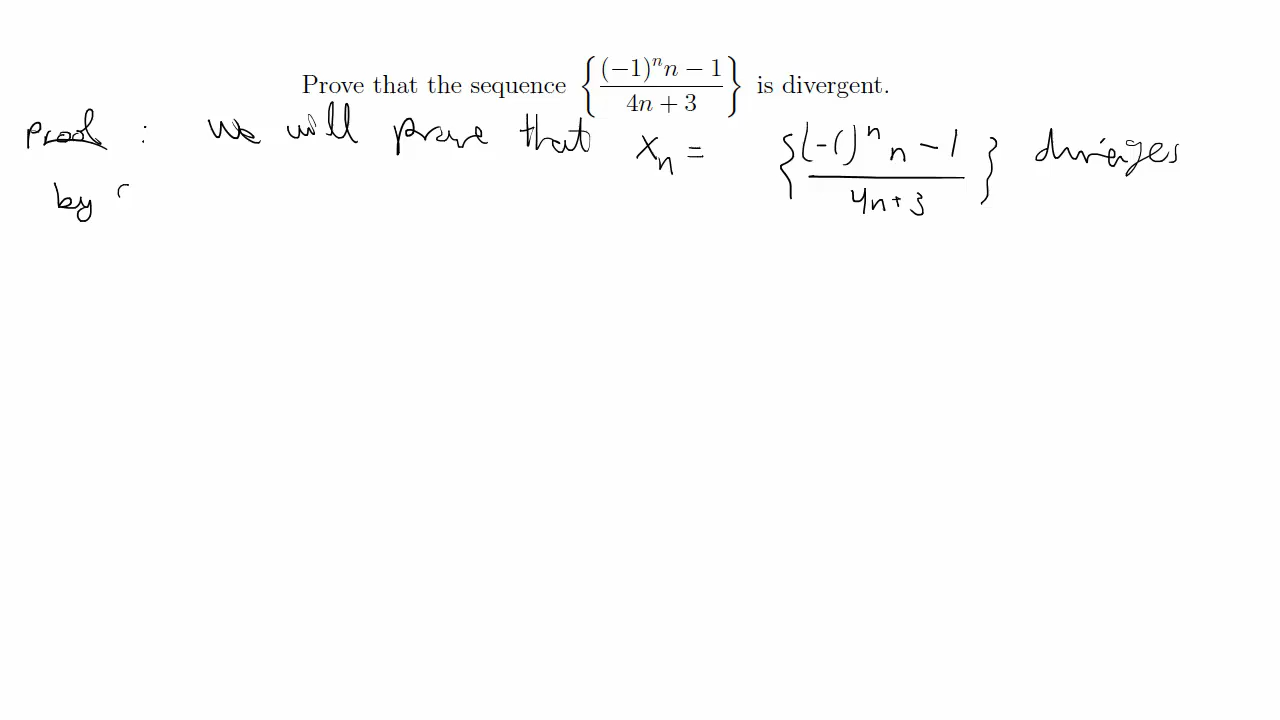 Prove that the sequence {((-1)^n n - 1)/(4n + 3)} is divergent.
Proof : We will prove that x_n = {((-1)^n n - 1)/(4n+3)} diverges
by